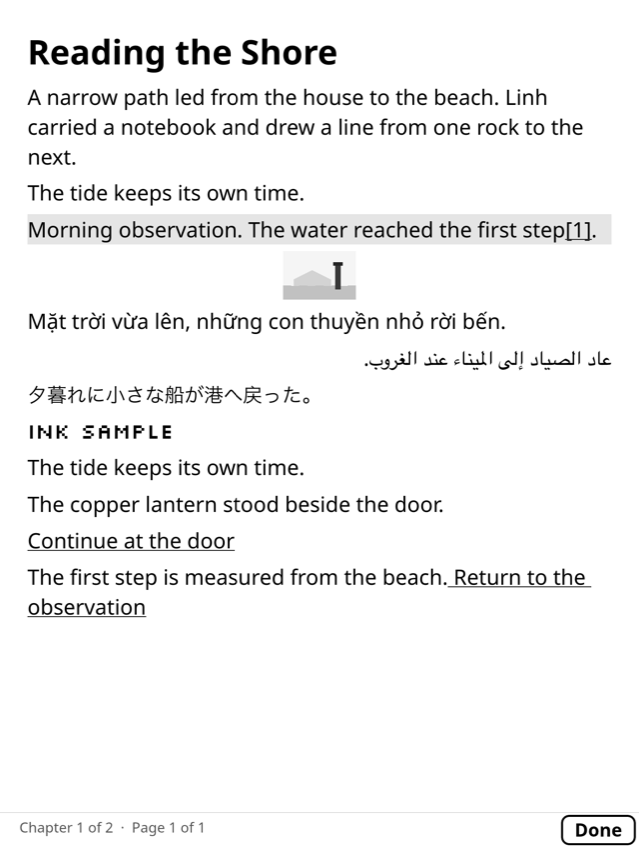 Reading the Shore
A narrow path led from the house to the beach. Linh
carried a notebook and drew a line from one rock to the
next.
The tide keeps its own time.
Morning observation. The water reached the first step[1].
Mặt trời vừa lên, những con thuyền nhỏ rời bến.
عاد الصياد إلى الميناء عند الغروب.
夕暮れに小さな船が港へ戻った。
INK SAMPLE
The tide keeps its own time.
The copper lantern stood beside the door.
Continue at the door
The first step is measured from the beach. Return to the
observation
Chapter 1 of 2 · Page 1 of 1
Done